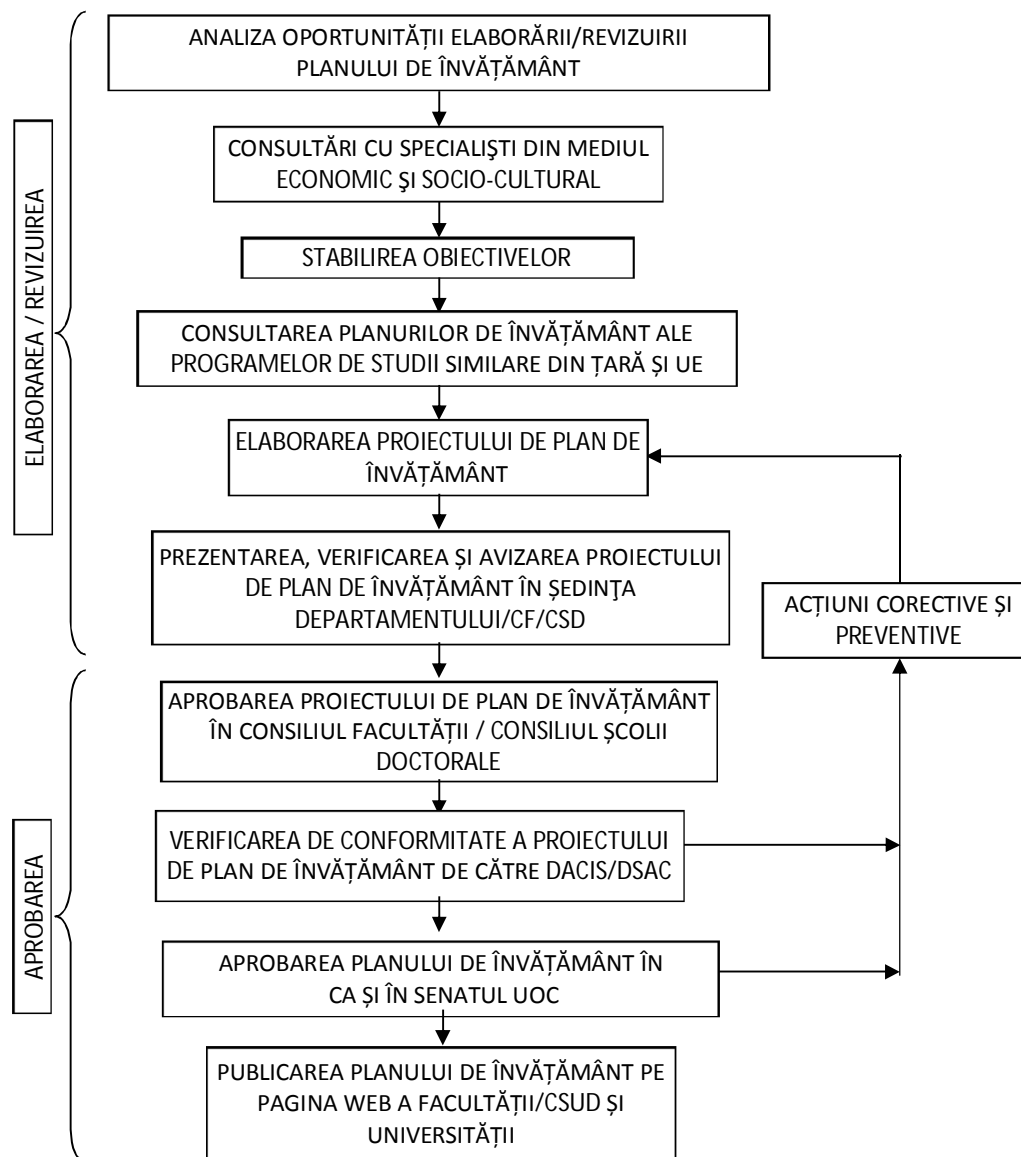 ANALIZA OPORTUNITĂȚII ELABORĂRII/REVIZUIRII
PLANULUI DE ÎNVĂȚĂMÂNT
CONSULTĂRI CU SPECIALIŞTI DIN MEDIUL
ECONOMIC ŞI SOCIO-CULTURAL
STABILIREA OBIECTIVELOR
CONSULTAREA PLANURILOR DE ÎNVĂȚĂMÂNT ALE
PROGRAMELOR DE STUDII SIMILARE DIN ȚARĂ ȘI UE
ELABORAREA PROIECTULUI DE PLAN DE
ÎNVĂȚĂMÂNT
PREZENTAREA, VERIFICAREA ȘI AVIZAREA PROIECTULUI
DE PLAN DE ÎNVĂȚĂMÂNT ÎN ȘEDINŢA
DEPARTAMENTULUI/CF/CSD
ELABORAREA / REVIZUIREA
ACȚIUNI CORECTIVE ȘI
PREVENTIVE
APROBAREA PROIECTULUI DE PLAN DE ÎNVĂȚĂMÂNT
ÎN CONSILIUL FACULTĂȚII / CONSILIUL ȘCOLII
DOCTORALE
VERIFICAREA DE CONFORMITATE A PROIECTULUI
DE PLAN DE ÎNVĂȚĂMÂNT DE CĂTRE DACIS/DSAC
APROBAREA PLANULUI DE ÎNVĂȚĂMÂNT ÎN
CA ȘI ÎN SENATUL UOC
PUBLICAREA PLANULUI DE ÎNVĂȚĂMÂNT PE
PAGINA WEB A FACULTĂȚII/CSUD ȘI
UNIVERSITĂȚII
APROBAREA